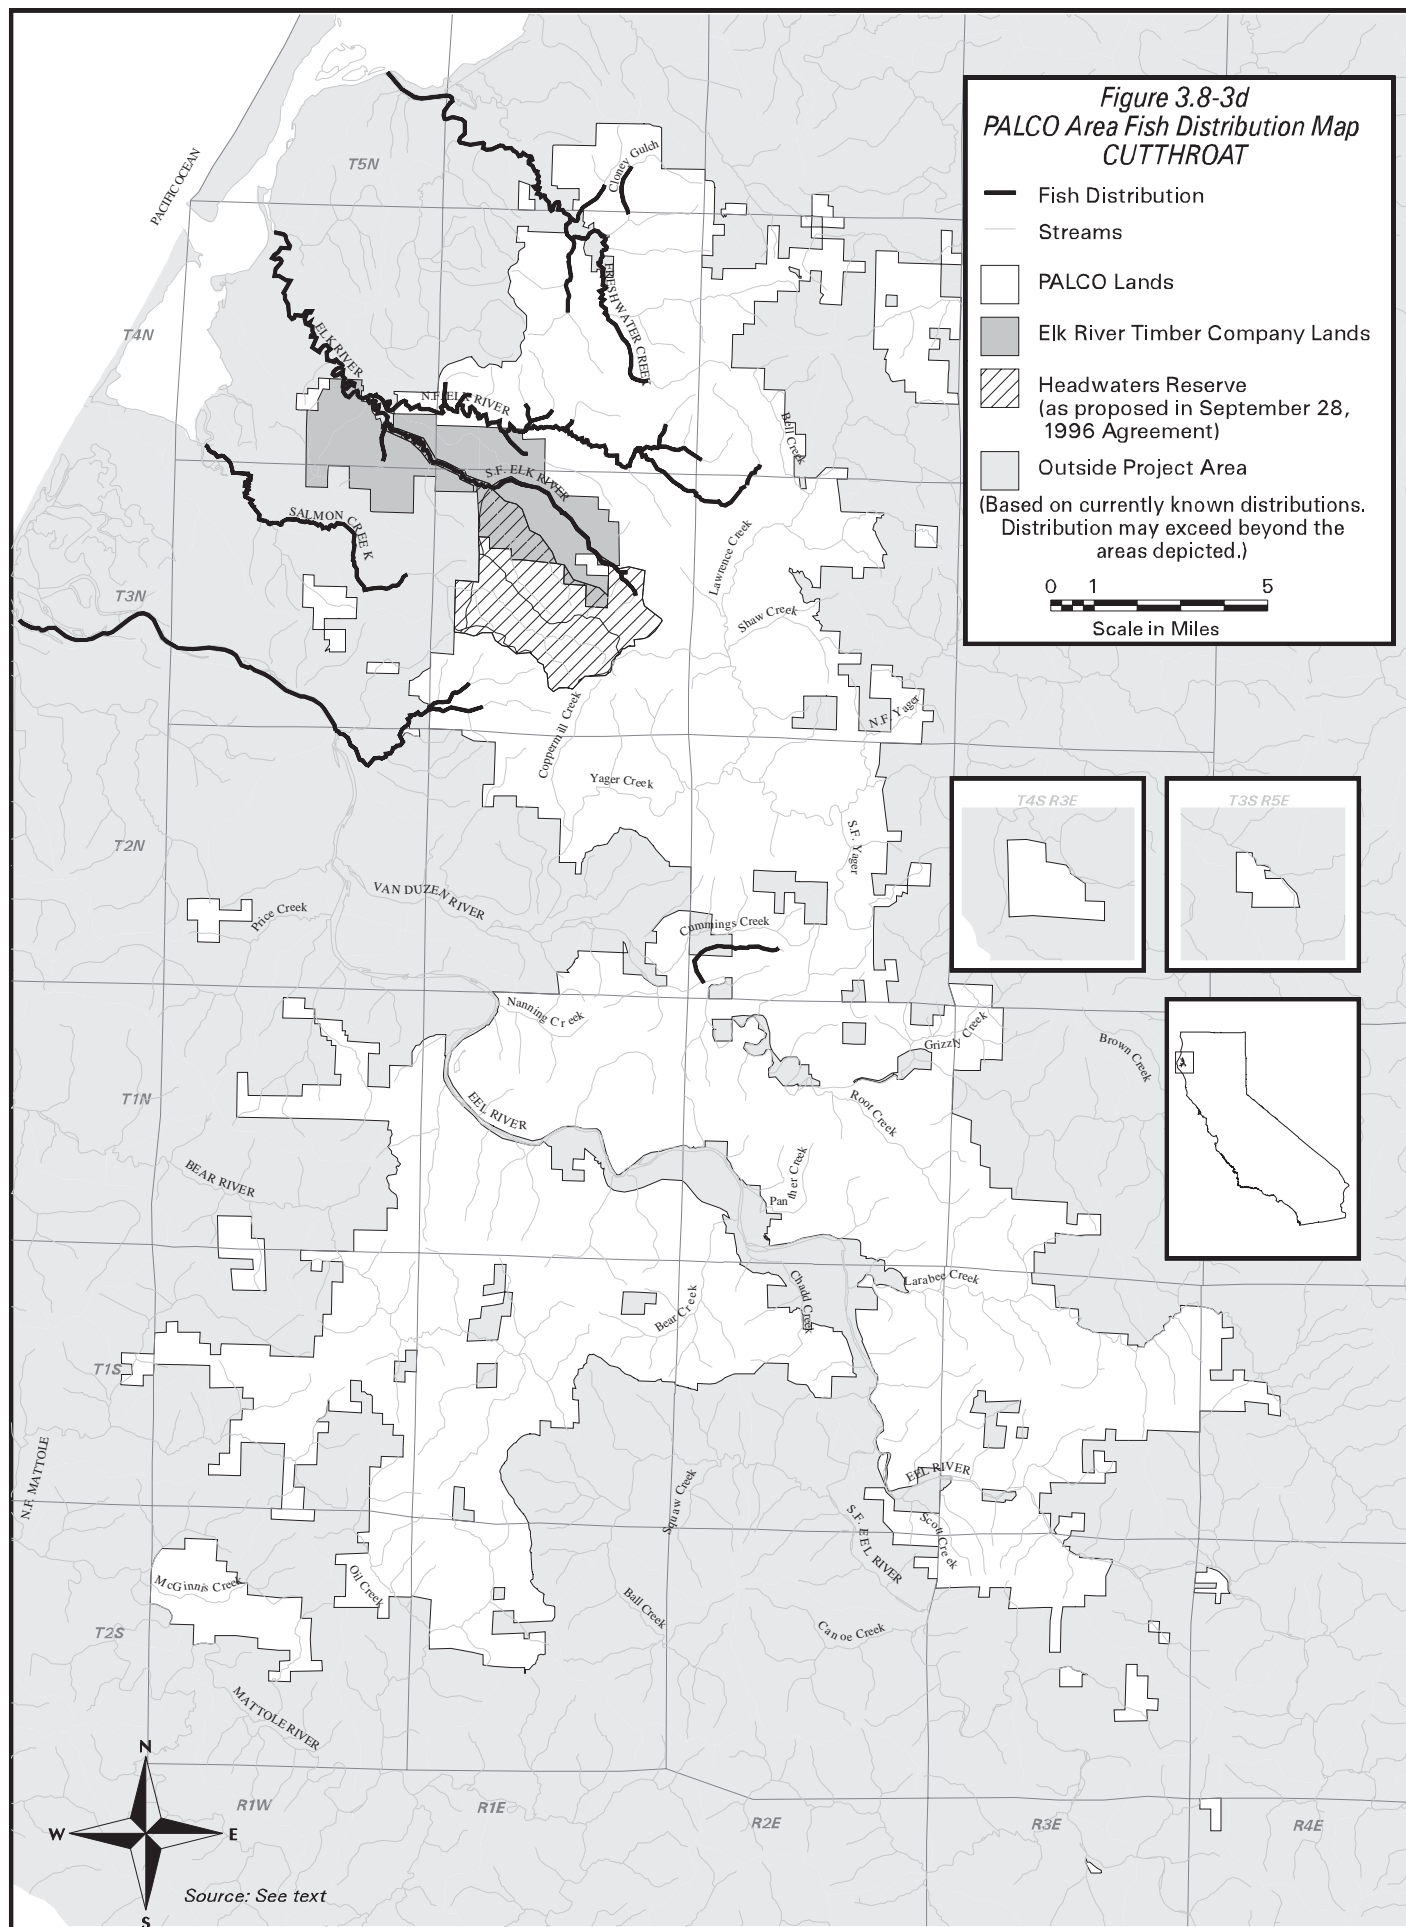 Figure 3.8-3d
PALCO Area Fish Distribution Map
CUTTHROAT
Fish Distribution
Streams
PALCO Lands
Elk River Timber Company Lands
Headwaters Reserve
(as proposed in September 28,
1996 Agreement)
Outside Project Area
(Based on currently known distributions.
Distribution may exceed beyond the
areas depicted.)
0 1 5
Scale in Miles
PACIFIC OCEAN
T5N
Cloney Gulch
FRESHWATER CREEK
T4N
ELK RIVER
N.F. ELK RIVER
Bell Creek
S.F. ELK RIVER
SALMON CREEK
Lawrence Creek
T3N
Shaw Creek
N.F. Yager
Coppermill Creek
Yager Creek
T4S R3E
T3S R5E
S.F. Yager
T2N
VAN DUZEN RIVER
Price Creek
Cummings Creek
Nanning Creek
Grizzly Creek
Brown Creek
T1N
EEL RIVER
Root Creek
BEAR RIVER
Panther Creek
Larabee Creek
Chadd Creek
Bear Creek
T1S
N.F. MATTOLE
EEL RIVER
Squaw Creek
S.F. EEL RIVER
Scott Creek
McGinnis Creek
Oil Creek
Ball Creek
Canoe Creek
T2S
MATTOLE RIVER
N
W
E
S
R1W
R1E
R2E
R3E
R4E
Source: See text